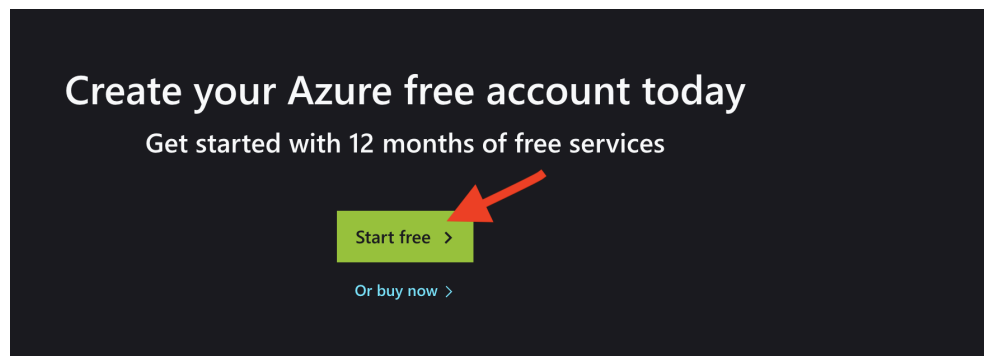 Create your Azure free account today
Get started with 12 months of free services
Start free
Or buy now